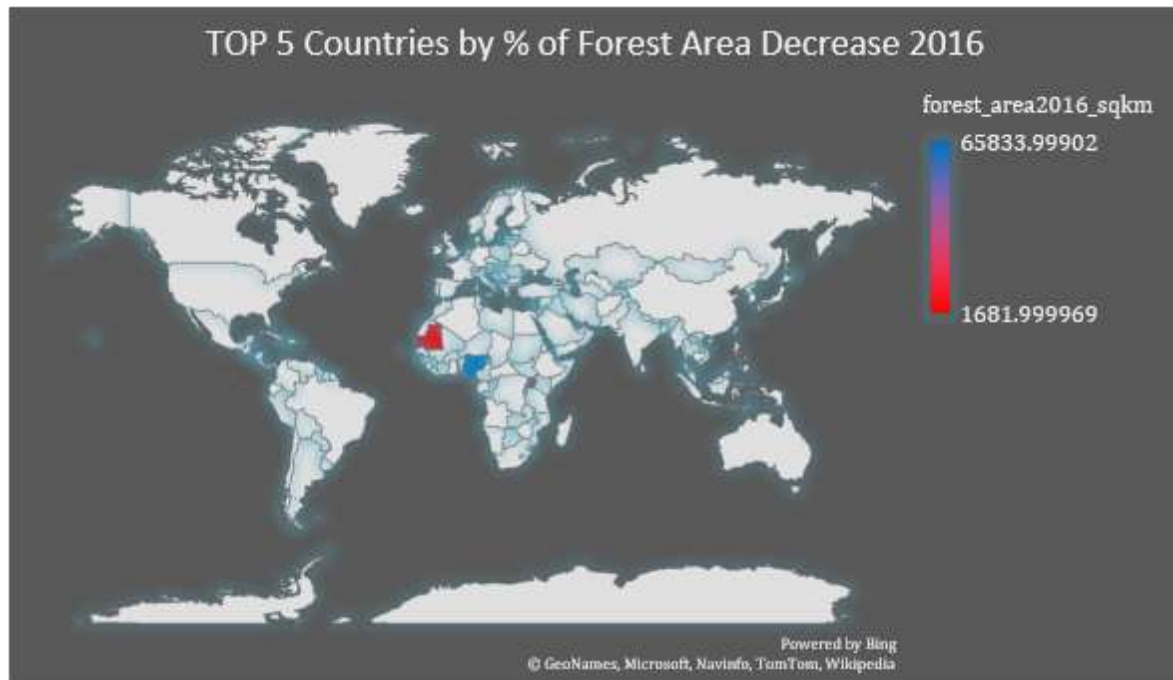 TOP 5 Countries by % of Forest Area Decrease 2016
forest_area2016_sqkm
65833.99902
1681.999969
Powered by Bing
© GeoNames, Microsoft, Navinfo, TomTom, Wikipedia